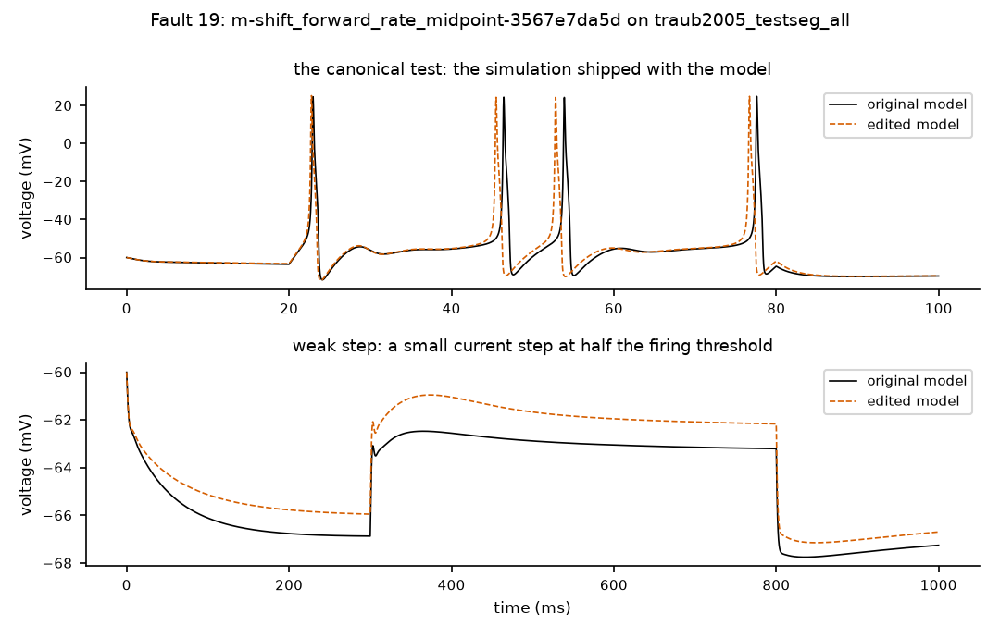 Fault 19: m-shift_forward_rate_midpoint-3567e7da5d on traub2005_testseg_all
the canonical test: the simulation shipped with the model
voltage (mV)
20
0
−20
−40
−60
original model
edited model
0
20
40
60
80
100
weak step: a small current step at half the firing threshold
voltage (mV)
−60
−62
−64
−66
−68
original model
edited model
0
200
400
600
800
1000
time (ms)